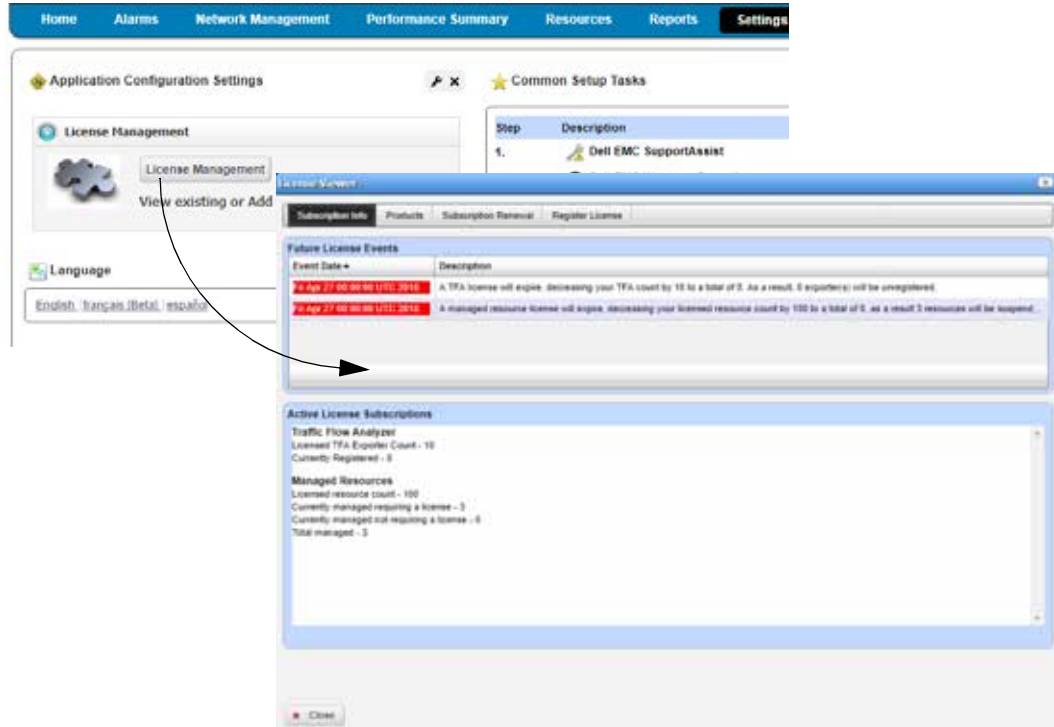 Home Alarms Network Management Performance Summary Resources Reports Settings
Application Configuration Settings
Common Setup Tasks
License Management
Step Description
1. Dell EMC SupportAssist
License Management
View existing or Add
Language
English français (Beta) español
License Viewer
Subscription Info Products Subscription Renewal Register License
Future License Events
Event Date Description
Fri Apr 27 00:00:00 UTC 2018 A TFA license will expire, decreasing your TFA count by 10 to a total of 0. As a result, 0 exporter(s) will be unregistered.
Fri Apr 27 00:00:00 UTC 2018 A managed resource license will expire, decreasing your licensed resource count by 100 to a total of 0, as a result 3 resources will be suspend...
Active License Subscriptions
Traffic Flow Analyzer
Licensed TFA Exporter Count - 10
Currently Registered - 0
Managed Resources
Licensed resource count - 100
Currently managed requiring a license - 3
Currently managed not requiring a license - 0
Total managed - 3
Close